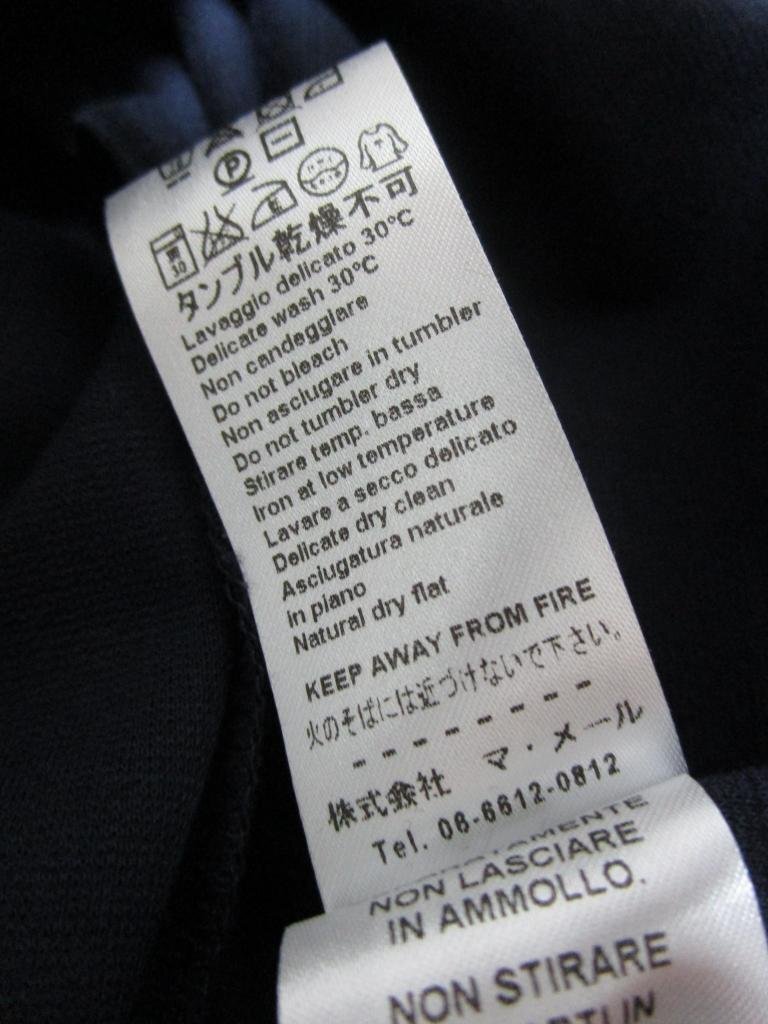 P
弱
30
E
タンブル乾燥不可
Lavaggio delicato 30°C
Delicate wash 30°C
Non candeggiare
Do not bleach
Non asciugare in tumbler
Do not tumbler dry
Stirare temp. bassa
Iron at low temperature
Lavare a secco delicato
Delicate dry clean
Asciugatura naturale
in piano
Natural dry flat
KEEP AWAY FROM FIRE
火のそばには近づけないで下さい。
--------
株式会社 マ・メール
Tel. 06-6612-0812
NON LASCIARE
IN AMMOLLO.
NON STIRARE